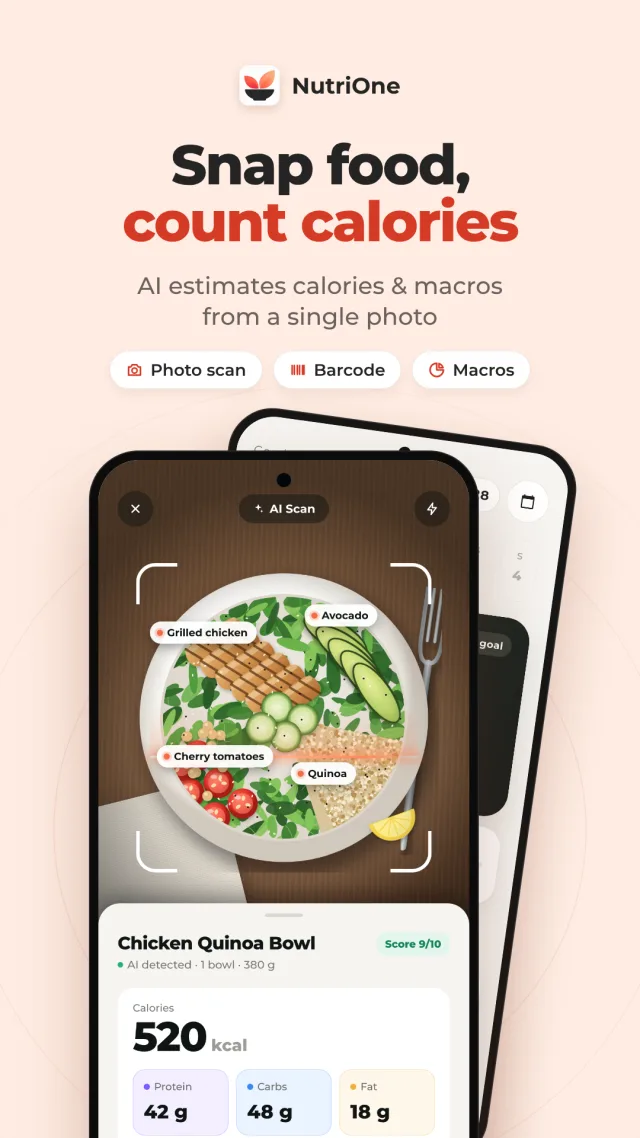 NutriOne
Snap food,
count calories
AI estimates calories & macros
from a single photo
Photo scan
Barcode
Macros
AI Scan
S
4
goal
Avocado
Grilled chicken
Cherry tomatoes
Quinoa
Chicken Quinoa Bowl
Score 9/10
AI detected · 1 bowl · 380 g
Calories
520 kcal
Protein
Carbs
Fat
42 g
48 g
18 g